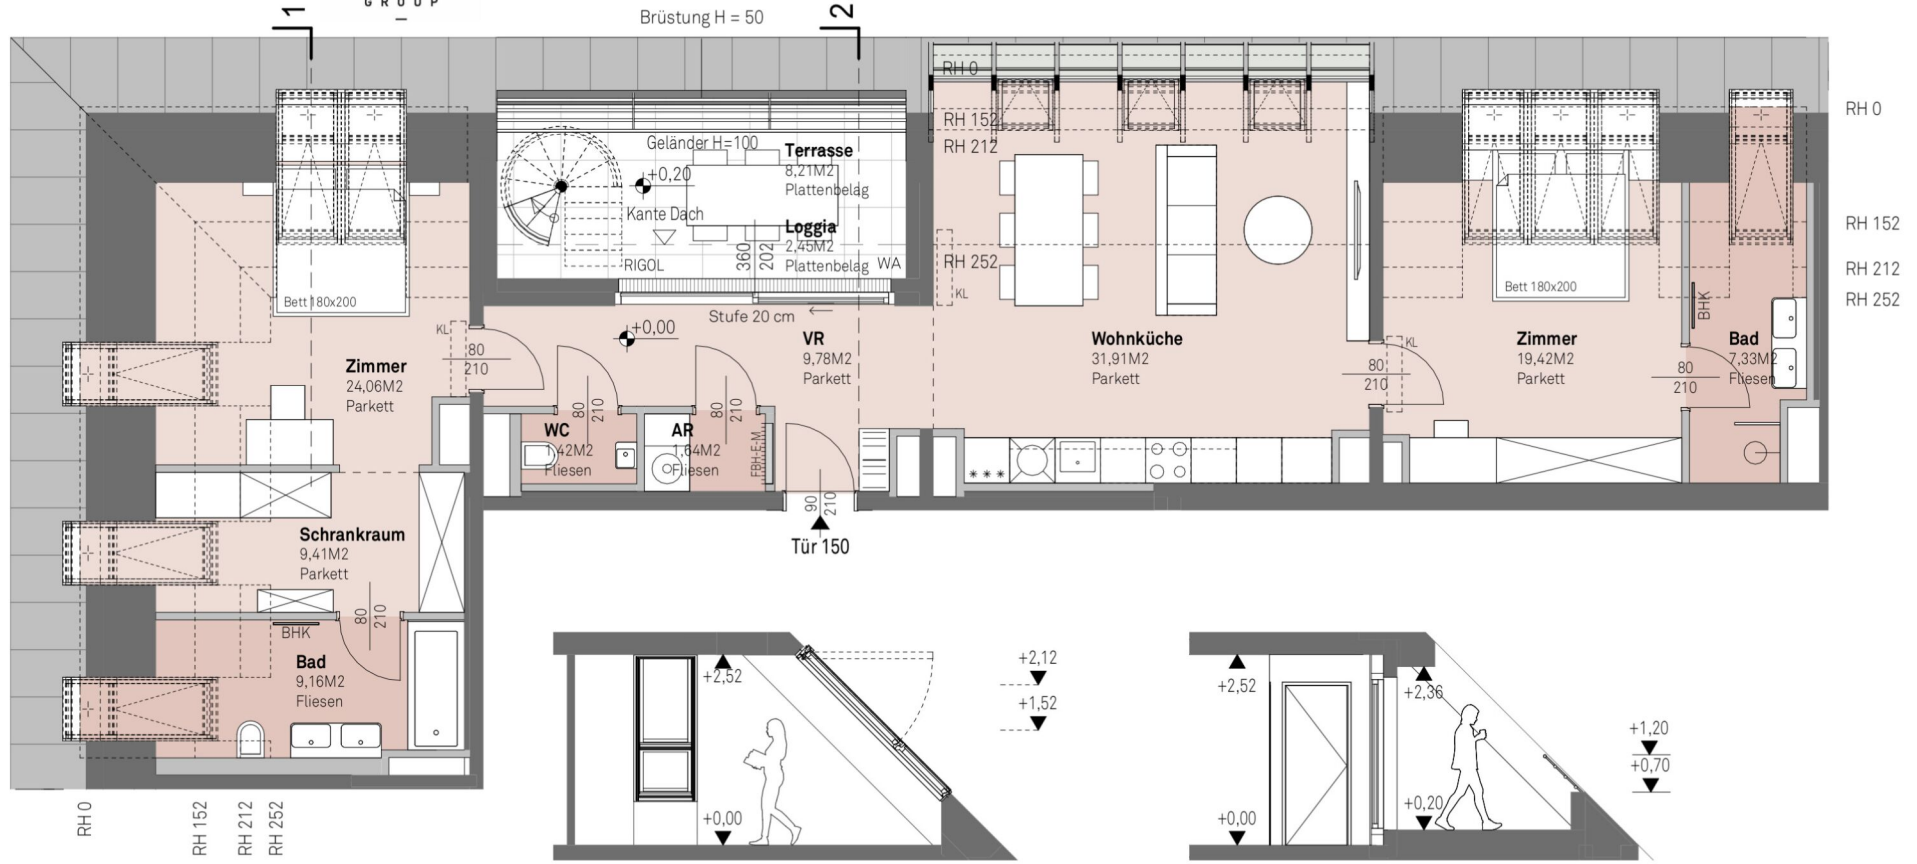 GROUP
1
Brüstung H = 50
2
RH 0
RH 0
Geländer H=100
Terrasse
8,21M2
Plattenbelag
+0,20
RH 152
RH 212
Kante Dach
Loggia
2,45M2
Plattenbelag
WA
360
202
RIGOL
RH 252
KL
RH 152
RH 212
RH 252
Bett 180x200
Bett 180x200
BHK
Stufe 20 cm
+0,00
KL
80
210
Zimmer
24,06M2
Parkett
VR
9,78M2
Parkett
Wohnküche
31,91M2
Parkett
80
210
KL
Zimmer
19,42M2
Parkett
80
210
Bad
7,33M2
Fliesen
80
210
80
210
WC
1,42M2
Fliesen
AR
1,64M2
Fliesen
FBH-E-M
***
90
210
Tür 150
Schrankraum
9,41M2
Parkett
80
210
BHK
Bad
9,16M2
Fliesen
RH 0
RH 152
RH 212
RH 252
+2,52
+0,00
+2,12
+1,52
+2,52
+0,00
+2,36
+0,20
+1,20
+0,70